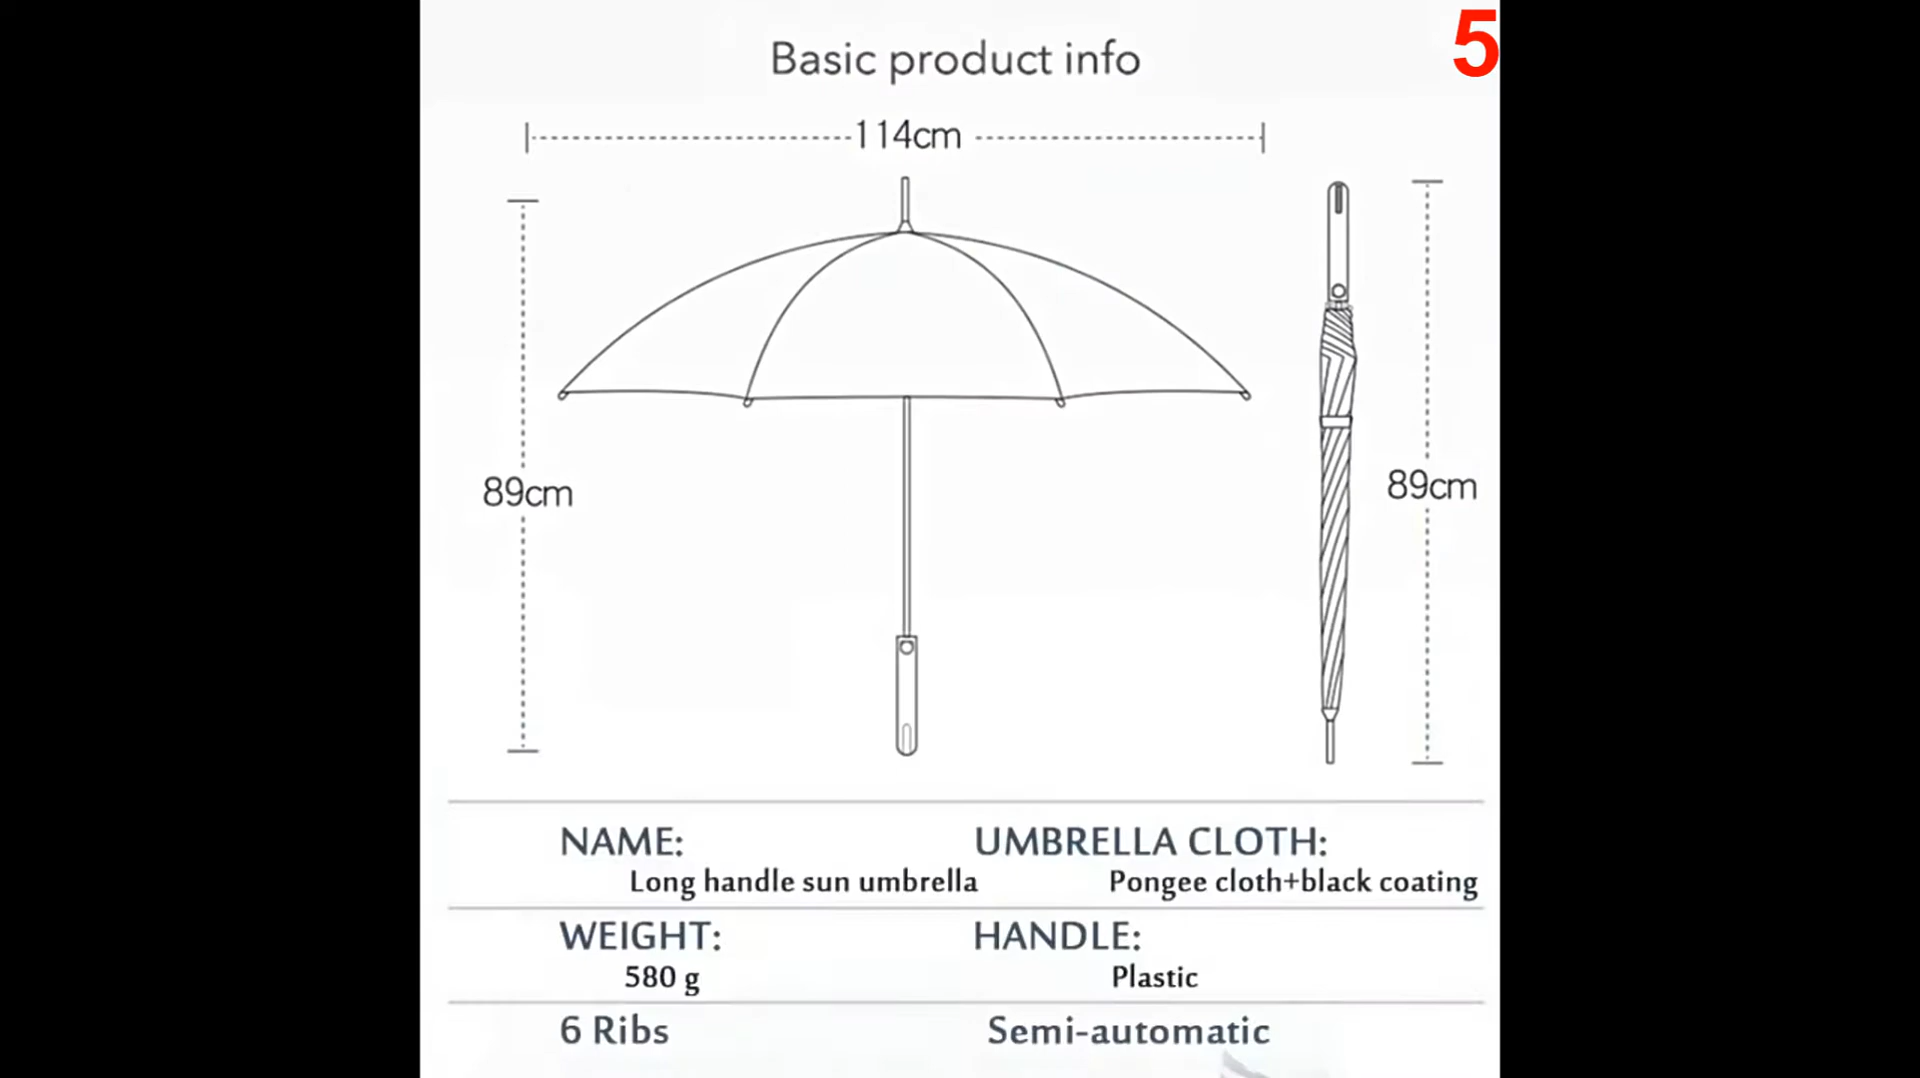 Basic product info
5
114cm
89cm
89cm
NAME:
Long handle sun umbrella
UMBRELLA CLOTH:
Pongee cloth+black coating
WEIGHT:
580 g
HANDLE:
Plastic
6 Ribs
Semi-automatic